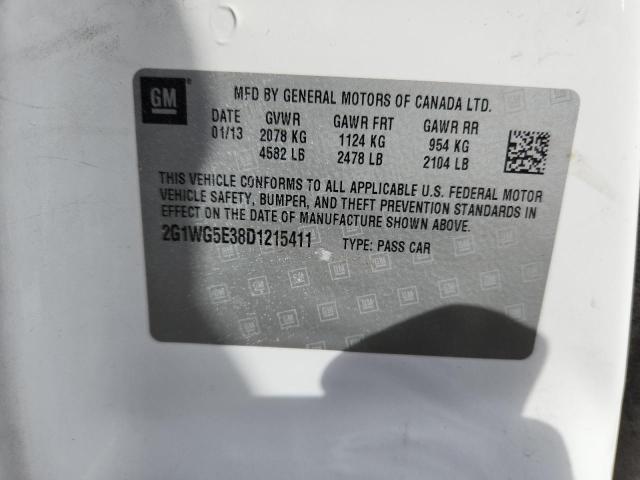 GM
MFD BY GENERAL MOTORS OF CANADA LTD.
DATE GVWR GAWR FRT GAWR RR
01/13 2078 KG 1124 KG 954 KG
4582 LB 2478 LB 2104 LB
THIS VEHICLE CONFORMS TO ALL APPLICABLE U.S. FEDERAL MOTOR
VEHICLE SAFETY, BUMPER, AND THEFT PREVENTION STANDARDS IN
EFFECT ON THE DATE OF MANUFACTURE SHOWN ABOVE.
2G1WG5E38D1215411 TYPE: PASS CAR